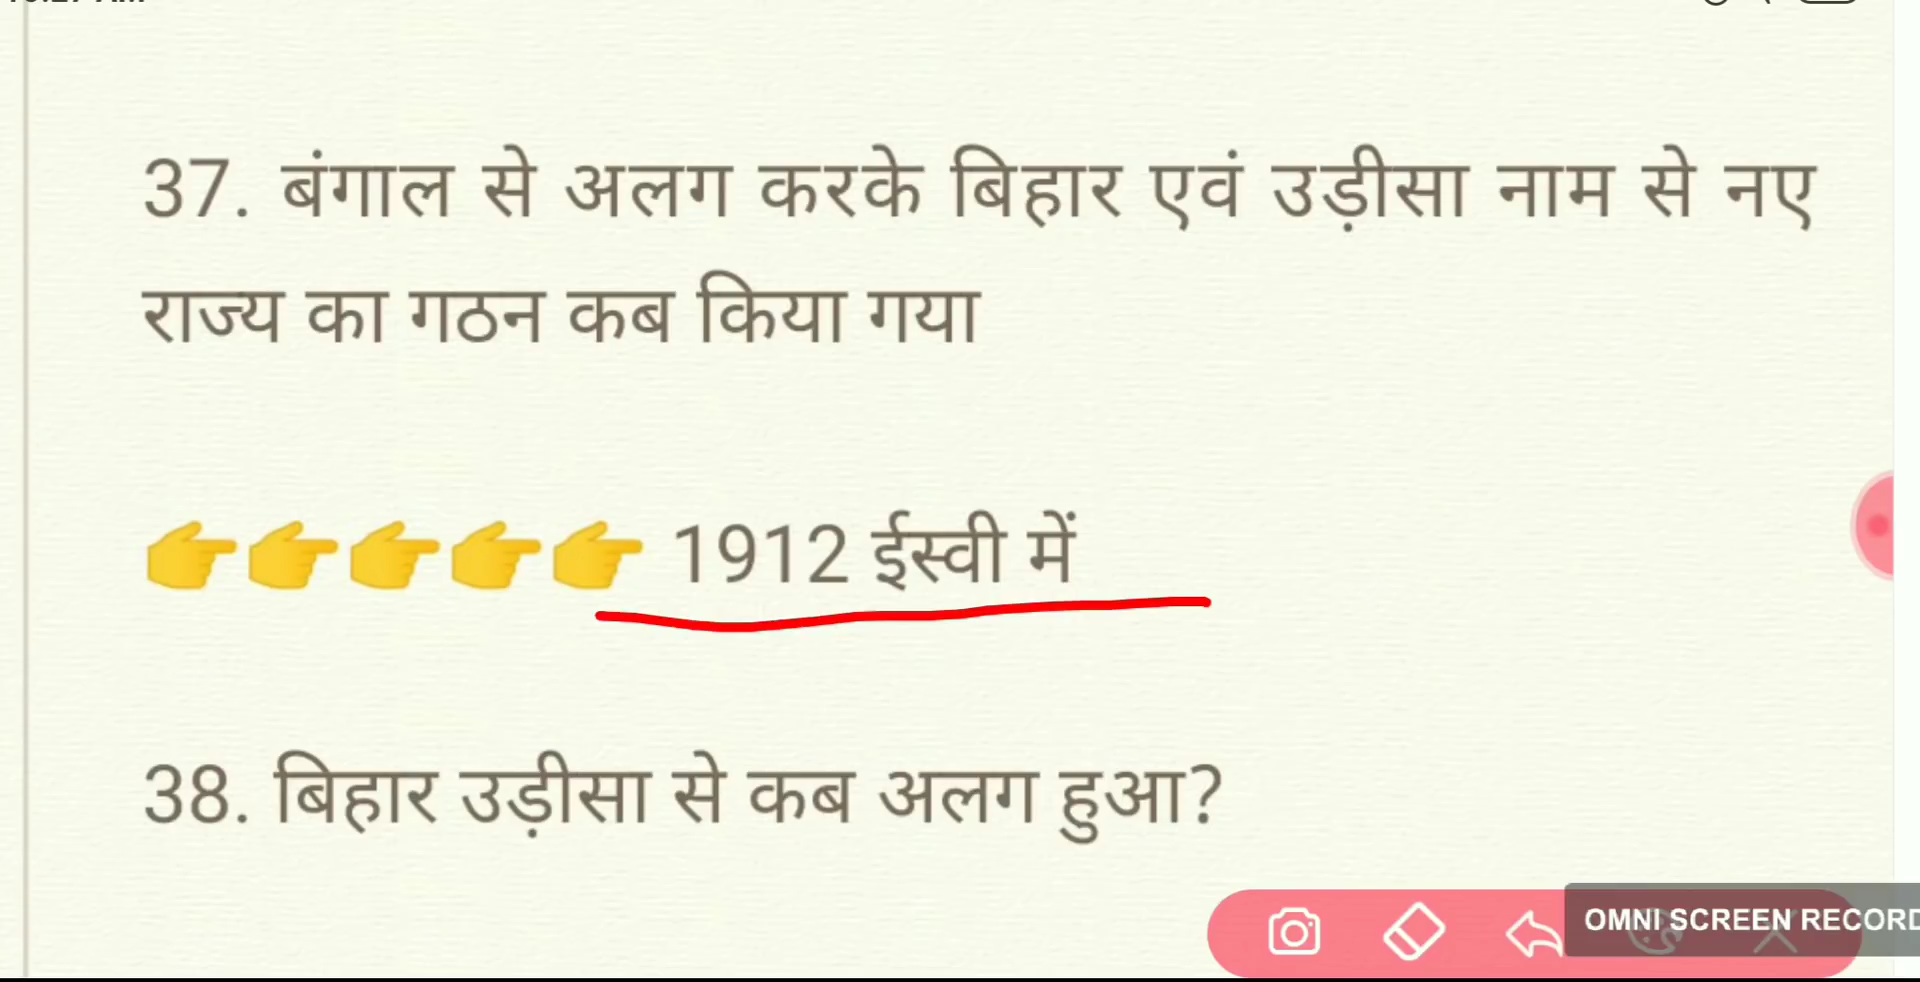 37. बंगाल से अलग करके बिहार एवं उड़ीसा नाम से नए
राज्य का गठन कब किया गया
👉👉👉👉👉 1912 ईस्वी में
38. बिहार उड़ीसा से कब अलग हुआ?
OMNI SCREEN RECORD